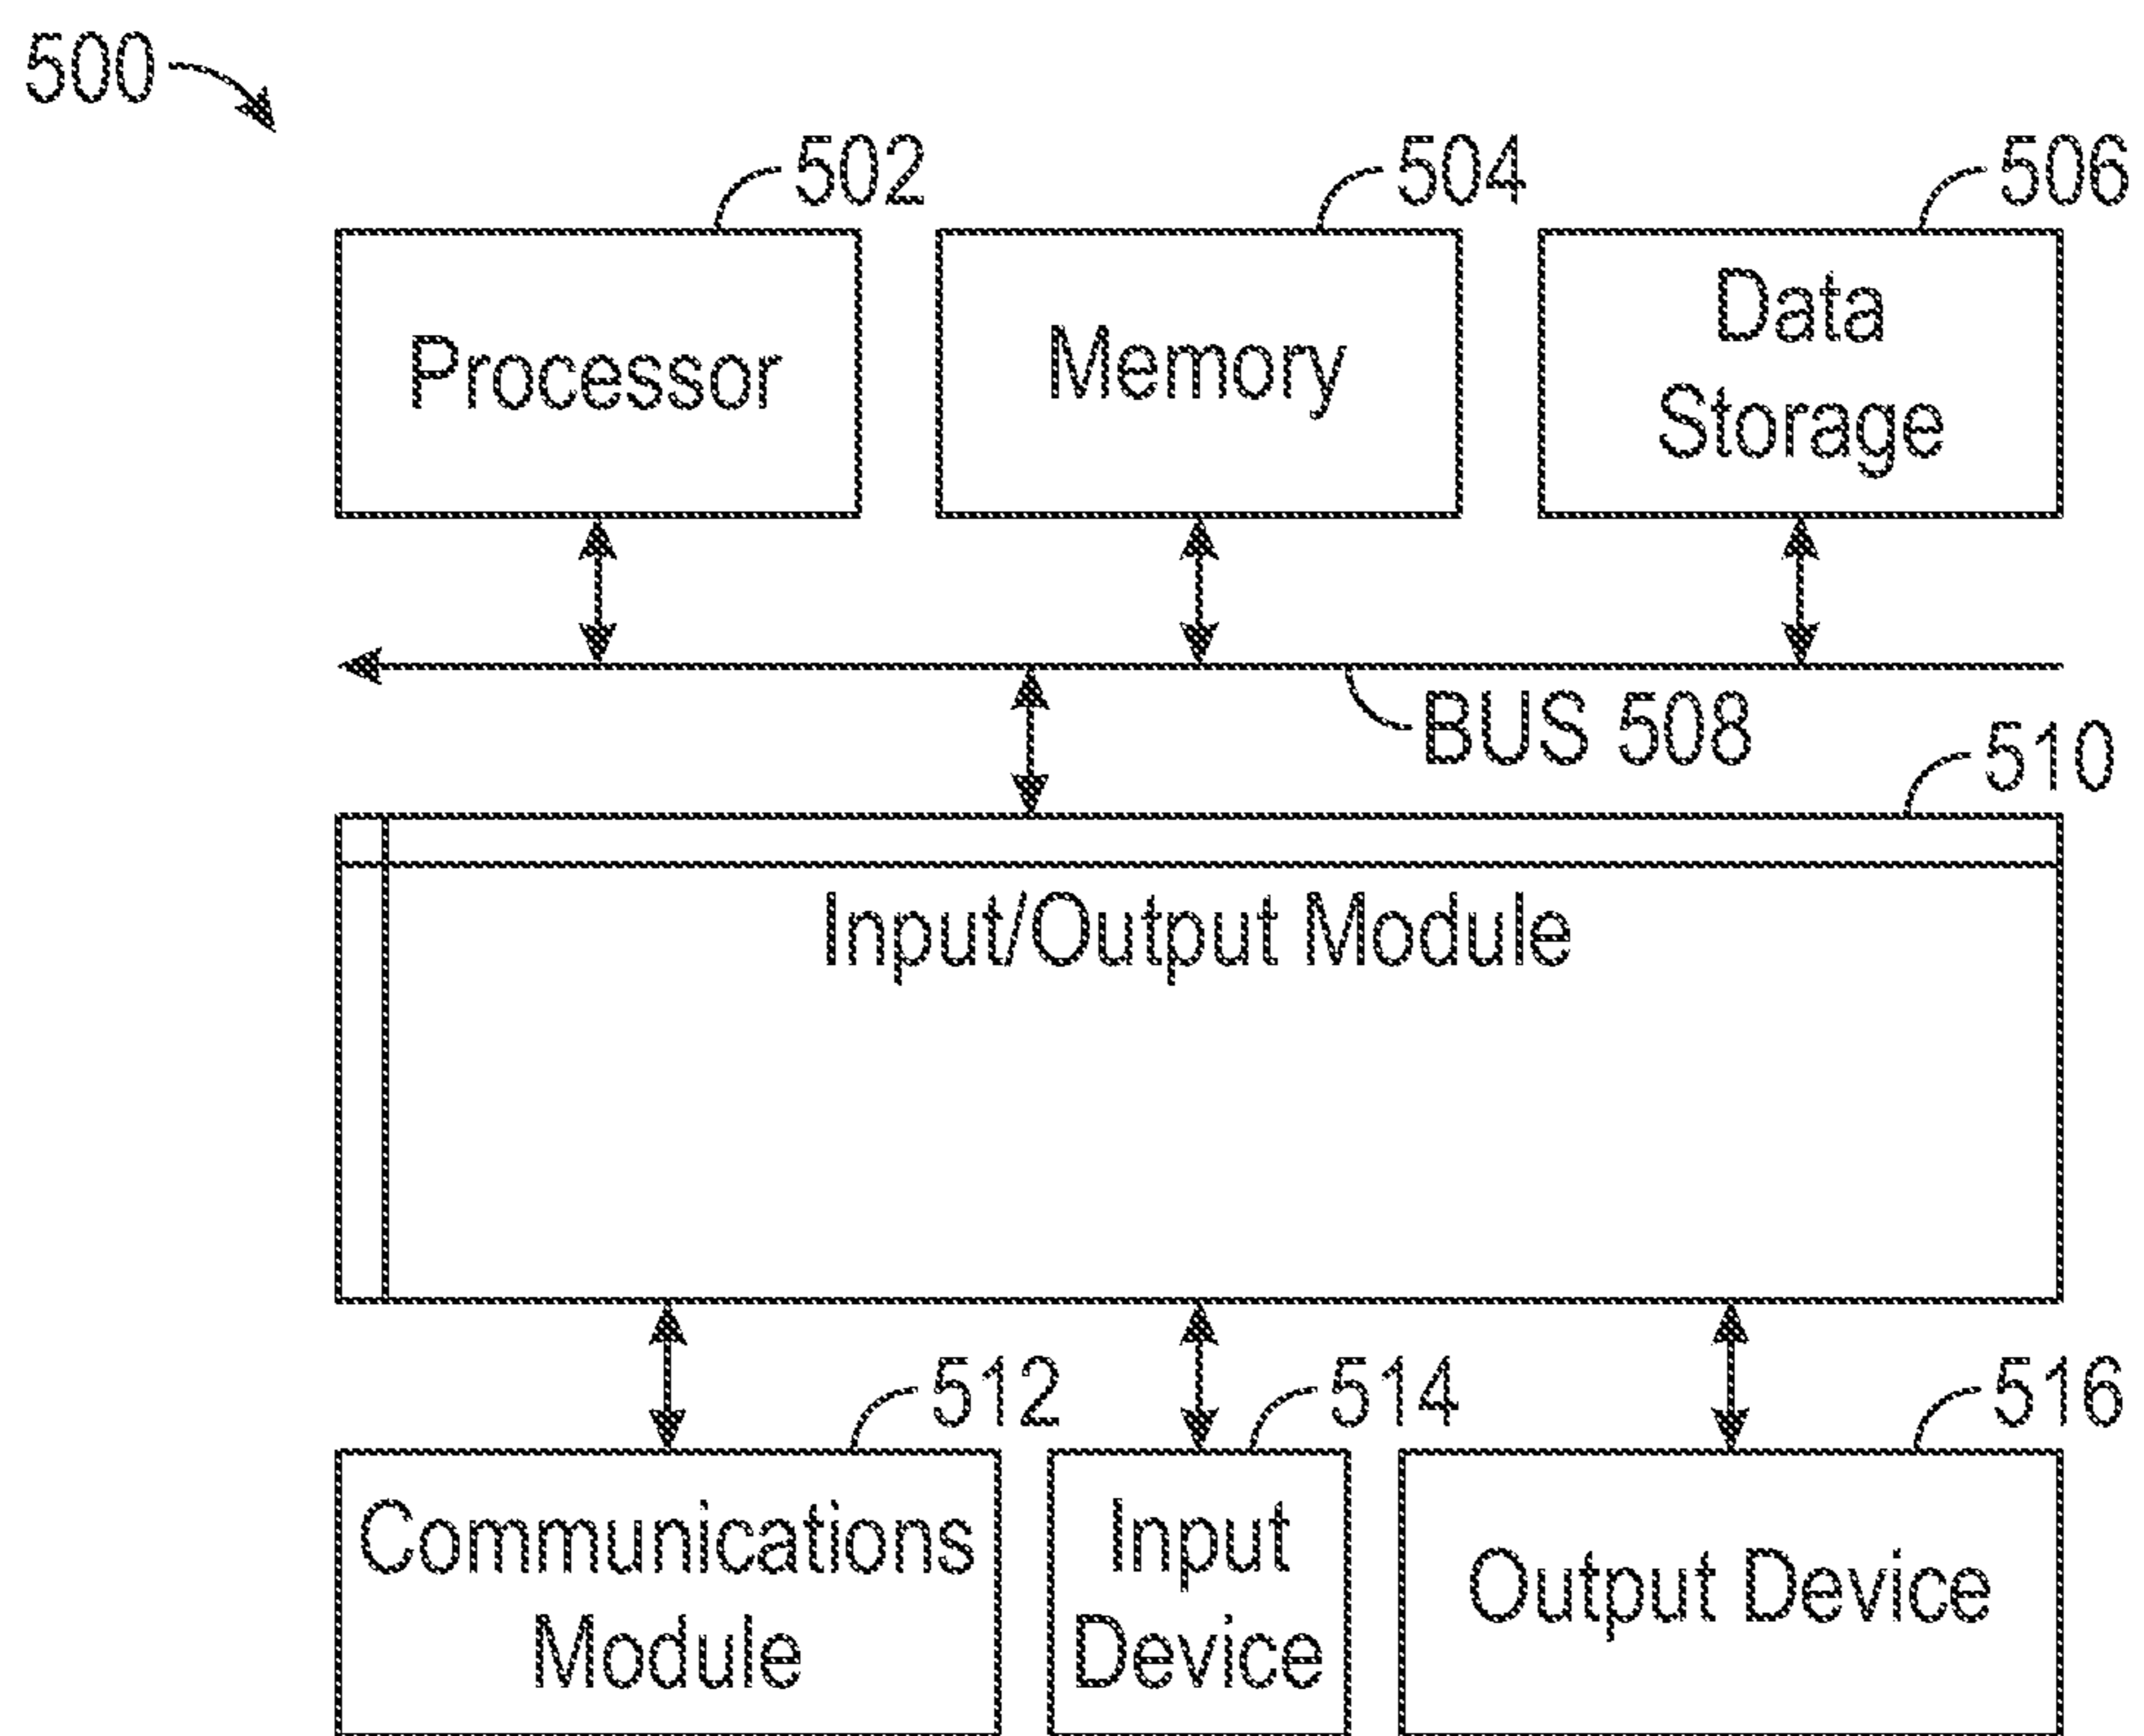 500
502
504
506
Processor
Memory
Data
Storage
BUS 508
510
Input/Output Module
512
514
516
Communications
Module
Input
Device
Output Device